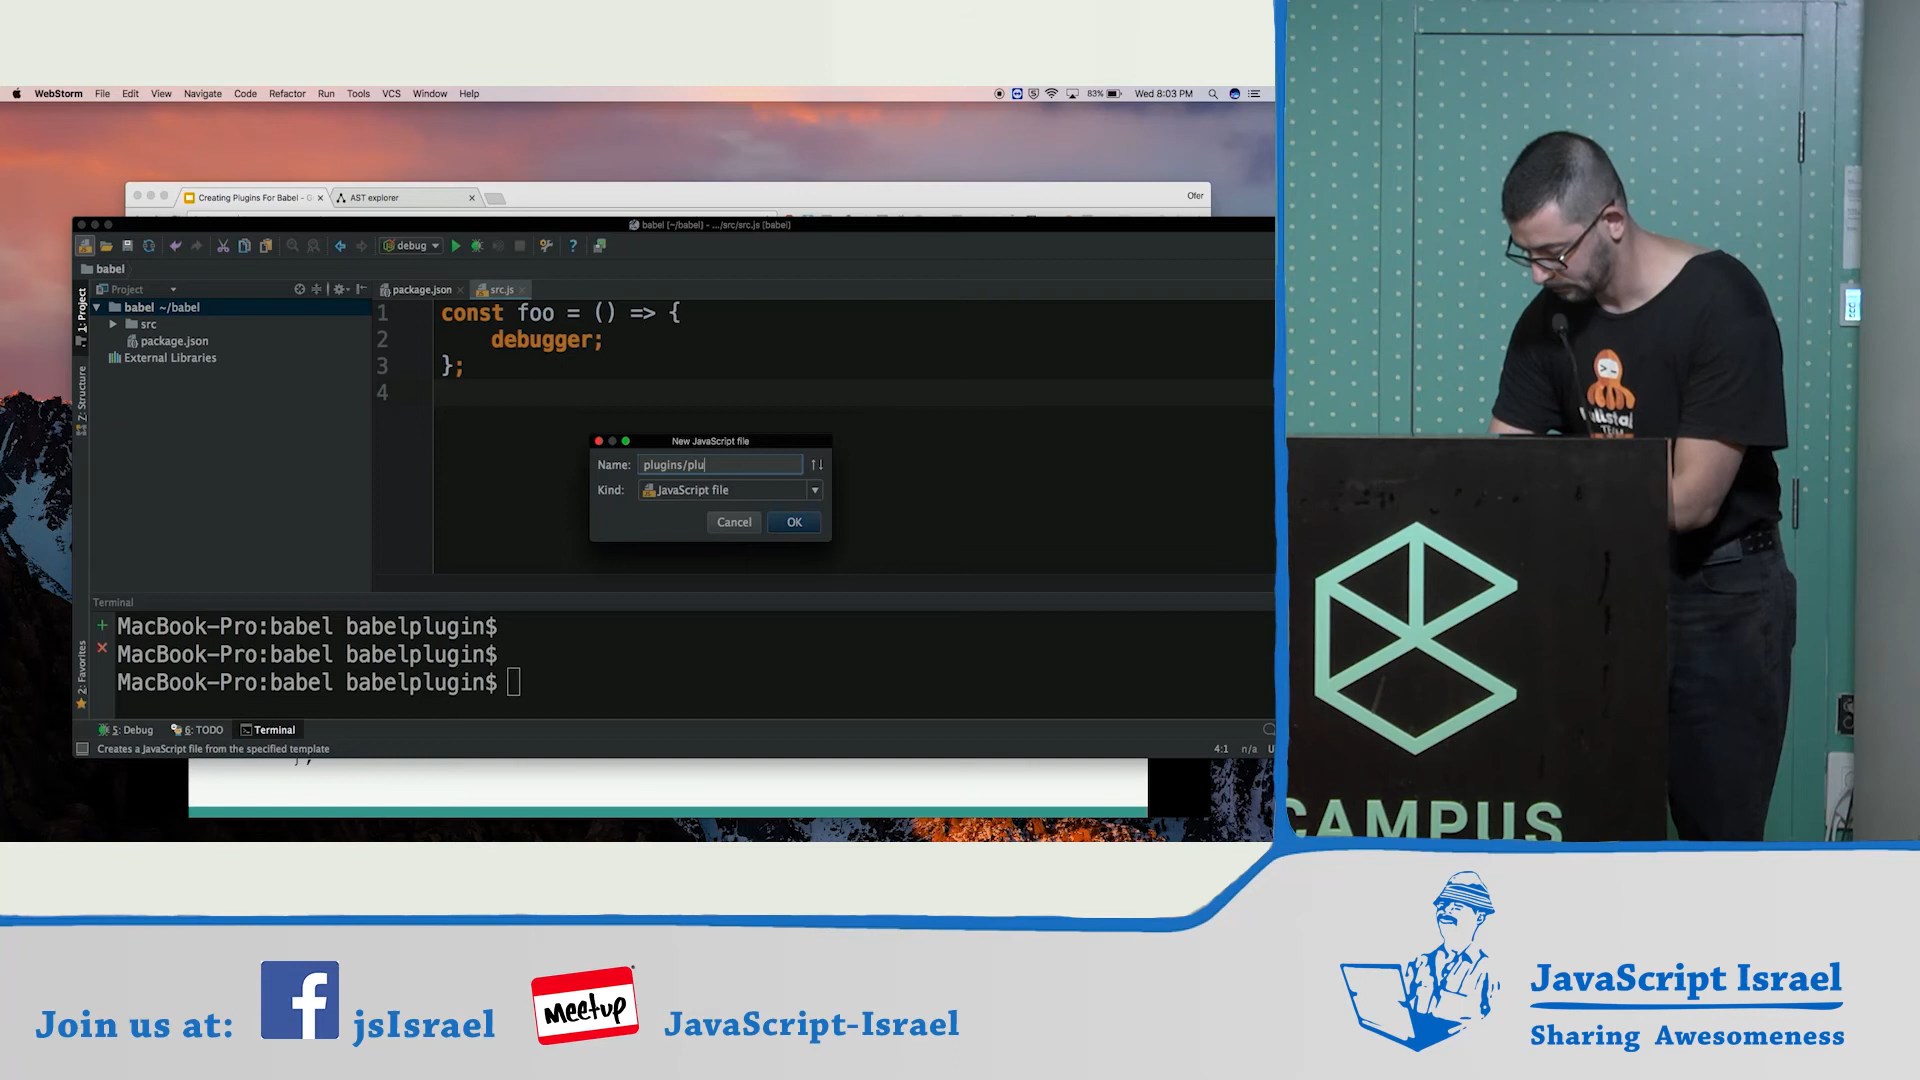 WebStorm File Edit View Navigate Code Refactor Run Tools VCS Window Help
83% Wed 8:03 PM
Creating Plugins For Babel - G
AST explorer
Ofer
babel [~/babel] - .../src/src.js [babel]
debug
babel
Project
package.json
src.js
1: Project
babel ~/babel
src
package.json
External Libraries
1 const foo = () => {
2 debugger;
3 };
4
New JavaScript file
Name: plugins/plu
Kind: JavaScript file
Cancel OK
Z: Structure
2: Favorites
Terminal
MacBook-Pro:babel babelplugin$
MacBook-Pro:babel babelplugin$
MacBook-Pro:babel babelplugin$
5: Debug
6: TODO
Terminal
Creates a JavaScript file from the specified template
4:1 n/a
CAMPUS
Join us at:
f
jsIsrael
Meetup
JavaScript-Israel
JavaScript Israel
Sharing Awesomeness